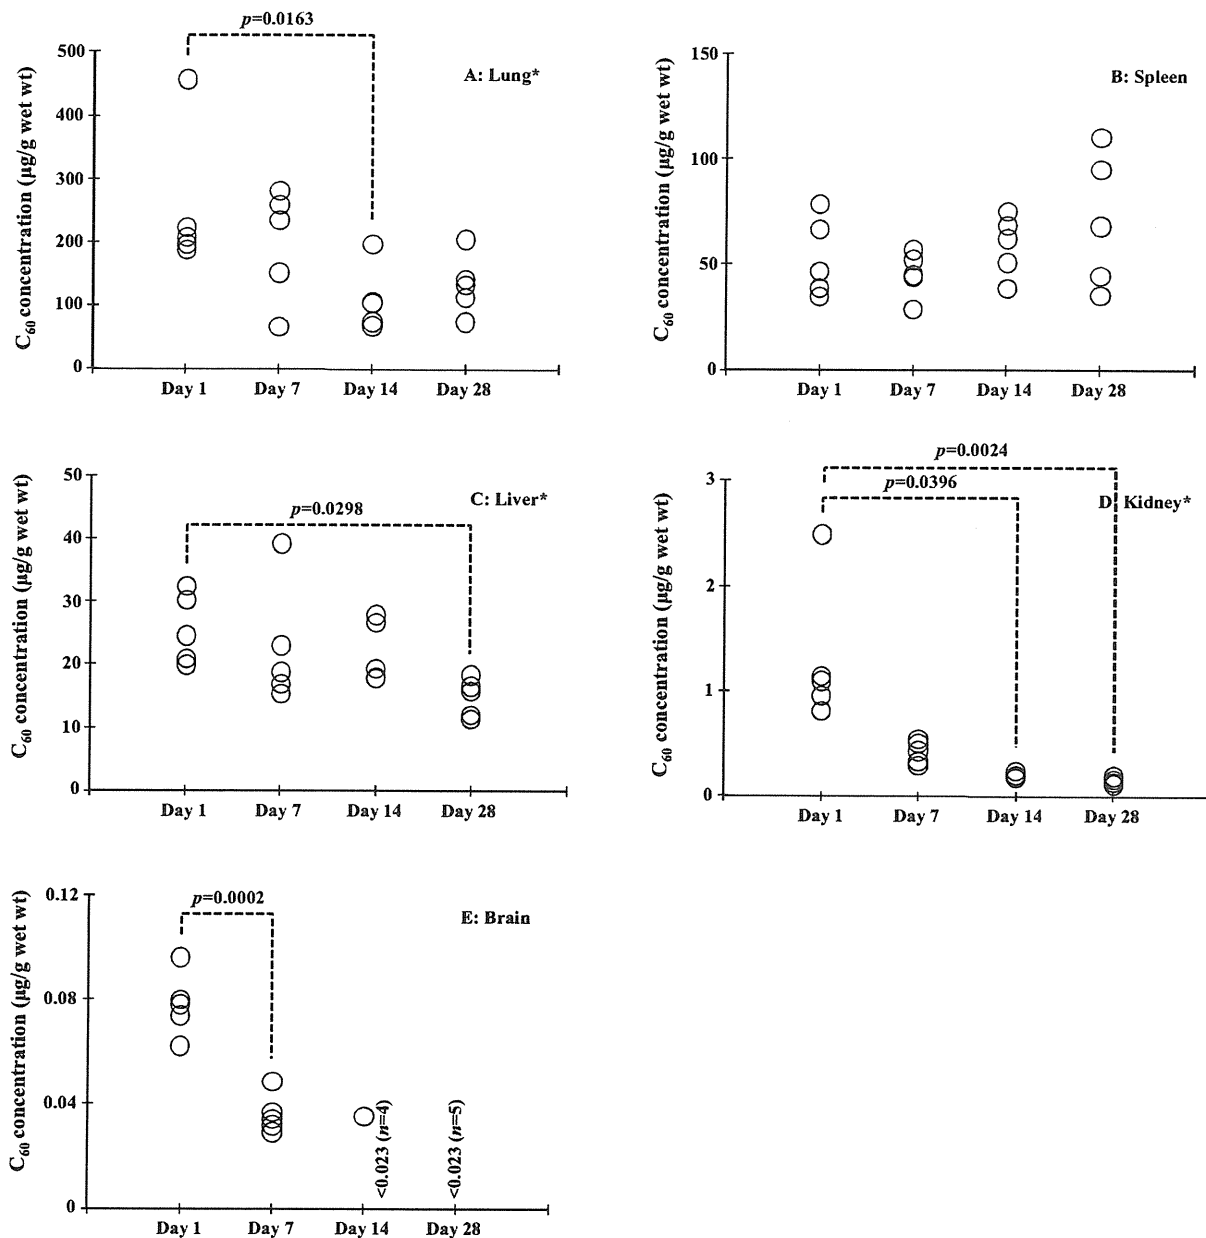 p=0.0163
A: Lung*
C60 concentration (μg/g wet wt)
500
400
300
200
100
0
Day 1 Day 7 Day 14 Day 28
B: Spleen
C60 concentration (μg/g wet wt)
150
100
50
0
Day 1 Day 7 Day 14 Day 28
C: Liver*
p=0.0298
C60 concentration (μg/g wet wt)
50
40
30
20
10
0
Day 1 Day 7 Day 14 Day 28
p=0.0024
p=0.0396
D: Kidney*
C60 concentration (μg/g wet wt)
3
2
1
0
Day 1 Day 7 Day 14 Day 28
p=0.0002
E: Brain
C60 concentration (μg/g wet wt)
0.12
0.08
0.04
0
<0.023 (n=4)
<0.023 (n=5)
Day 1 Day 7 Day 14 Day 28